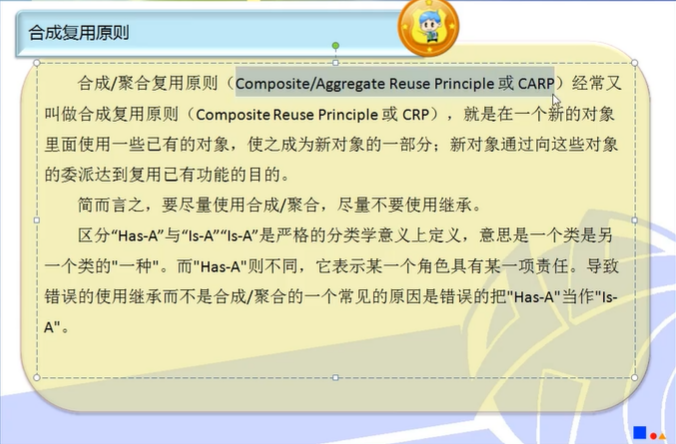 合成复用原则
合成/聚合复用原则（Composite/Aggregate Reuse Principle 或 CARP）经常又
叫做合成复用原则（Composite Reuse Principle 或 CRP），就是在一个新的对象
里面使用一些已有的对象，使之成为新对象的一部分；新对象通过向这些对象
的委派达到复用已有功能的目的。
简而言之，要尽量使用合成/聚合，尽量不要使用继承。
区分“Has-A”与“Is-A”“Is-A”是严格的分类学意义上定义，意思是一个类是另
一个类的"一种"。而"Has-A"则不同，它表示某一个角色具有某一项责任。导致
错误的使用继承而不是合成/聚合的一个常见的原因是错误的把"Has-A"当作"Is-
A"。